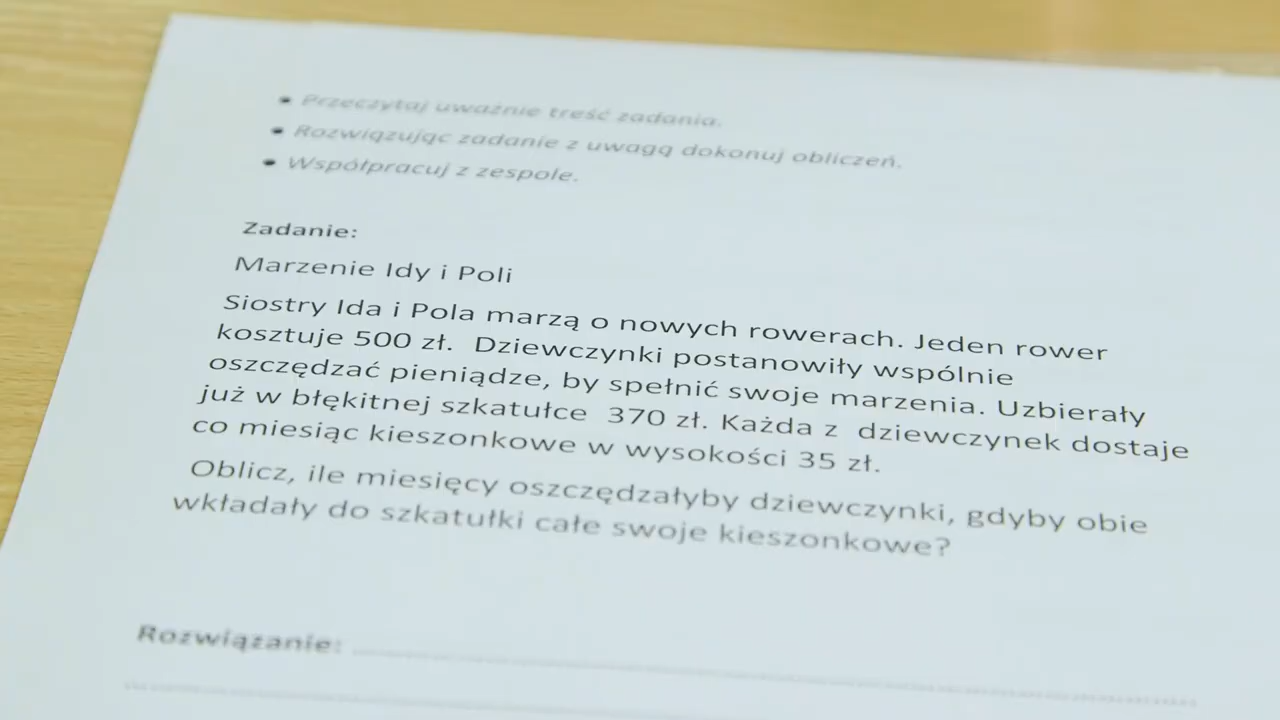 • Przeczytaj uważnie treść zadania.
• Rozwiązując zadanie z uwagą dokonuj obliczeń.
• Współpracuj z zespole.
Zadanie:
Marzenie Idy i Poli
Siostry Ida i Pola marzą o nowych rowerach. Jeden rower
kosztuje 500 zł. Dziewczynki postanowiły wspólnie
oszczędzać pieniądze, by spełnić swoje marzenia. Uzbierały
już w błękitnej szkatułce 370 zł. Każda z dziewczynek dostaje
co miesiąc kieszonkowe w wysokości 35 zł.
Oblicz, ile miesięcy oszczędzałyby dziewczynki, gdyby obie
wkładały do szkatułki całe swoje kieszonkowe?
Rozwiązanie: